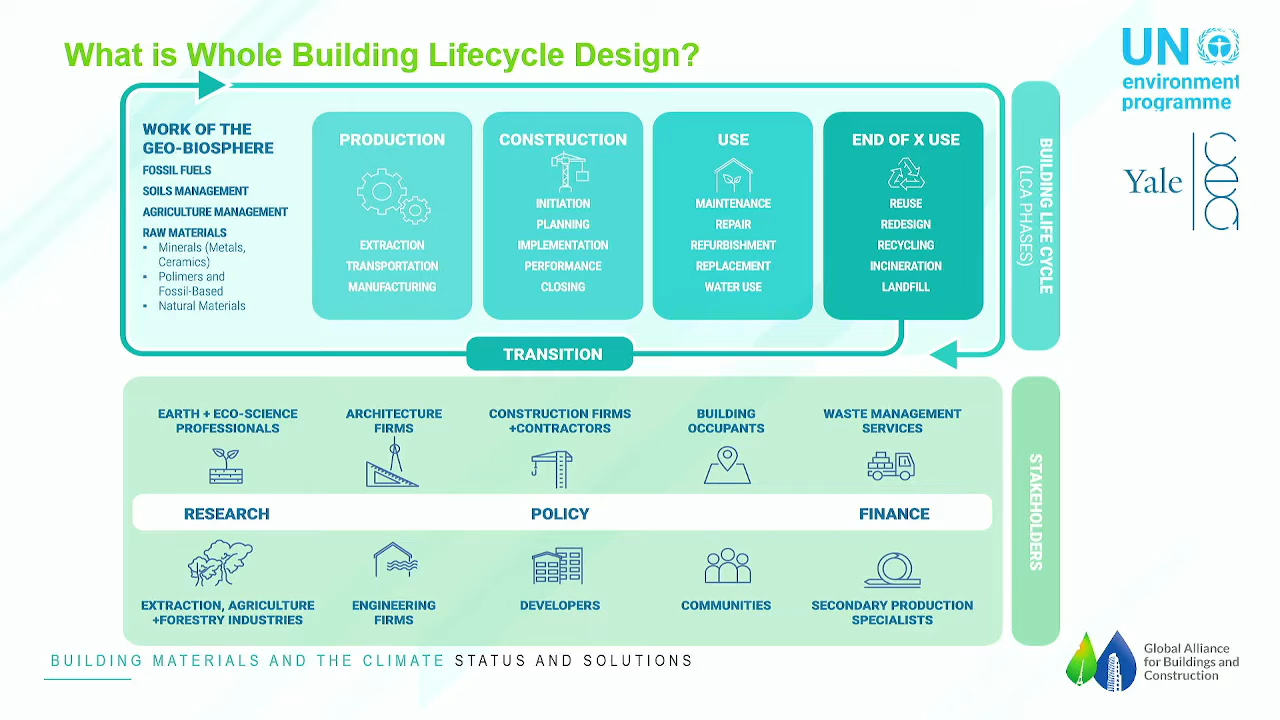 What is Whole Building Lifecycle Design?
UN
environment
programme
Yale
cea
WORK OF THE
GEO-BIOSPHERE
FOSSIL FUELS
SOILS MANAGEMENT
AGRICULTURE MANAGEMENT
RAW MATERIALS
▪ Minerals (Metals,
Ceramics)
▪ Polimers and
Fossil-Based
▪ Natural Materials
PRODUCTION
EXTRACTION
TRANSPORTATION
MANUFACTURING
CONSTRUCTION
INITIATION
PLANNING
IMPLEMENTATION
PERFORMANCE
CLOSING
USE
MAINTENANCE
REPAIR
REFURBISHMENT
REPLACEMENT
WATER USE
END OF X USE
REUSE
REDESIGN
RECYCLING
INCINERATION
LANDFILL
BUILDING LIFE CYCLE
(LCA PHASES)
TRANSITION
EARTH + ECO-SCIENCE
PROFESSIONALS
ARCHITECTURE
FIRMS
CONSTRUCTION FIRMS
+CONTRACTORS
BUILDING
OCCUPANTS
WASTE MANAGEMENT
SERVICES
RESEARCH
POLICY
FINANCE
EXTRACTION, AGRICULTURE
+FORESTRY INDUSTRIES
ENGINEERING
FIRMS
DEVELOPERS
COMMUNITIES
SECONDARY PRODUCTION
SPECIALISTS
STAKEHOLDERS
BUILDING MATERIALS AND THE CLIMATE STATUS AND SOLUTIONS
Global Alliance
for Buildings and
Construction